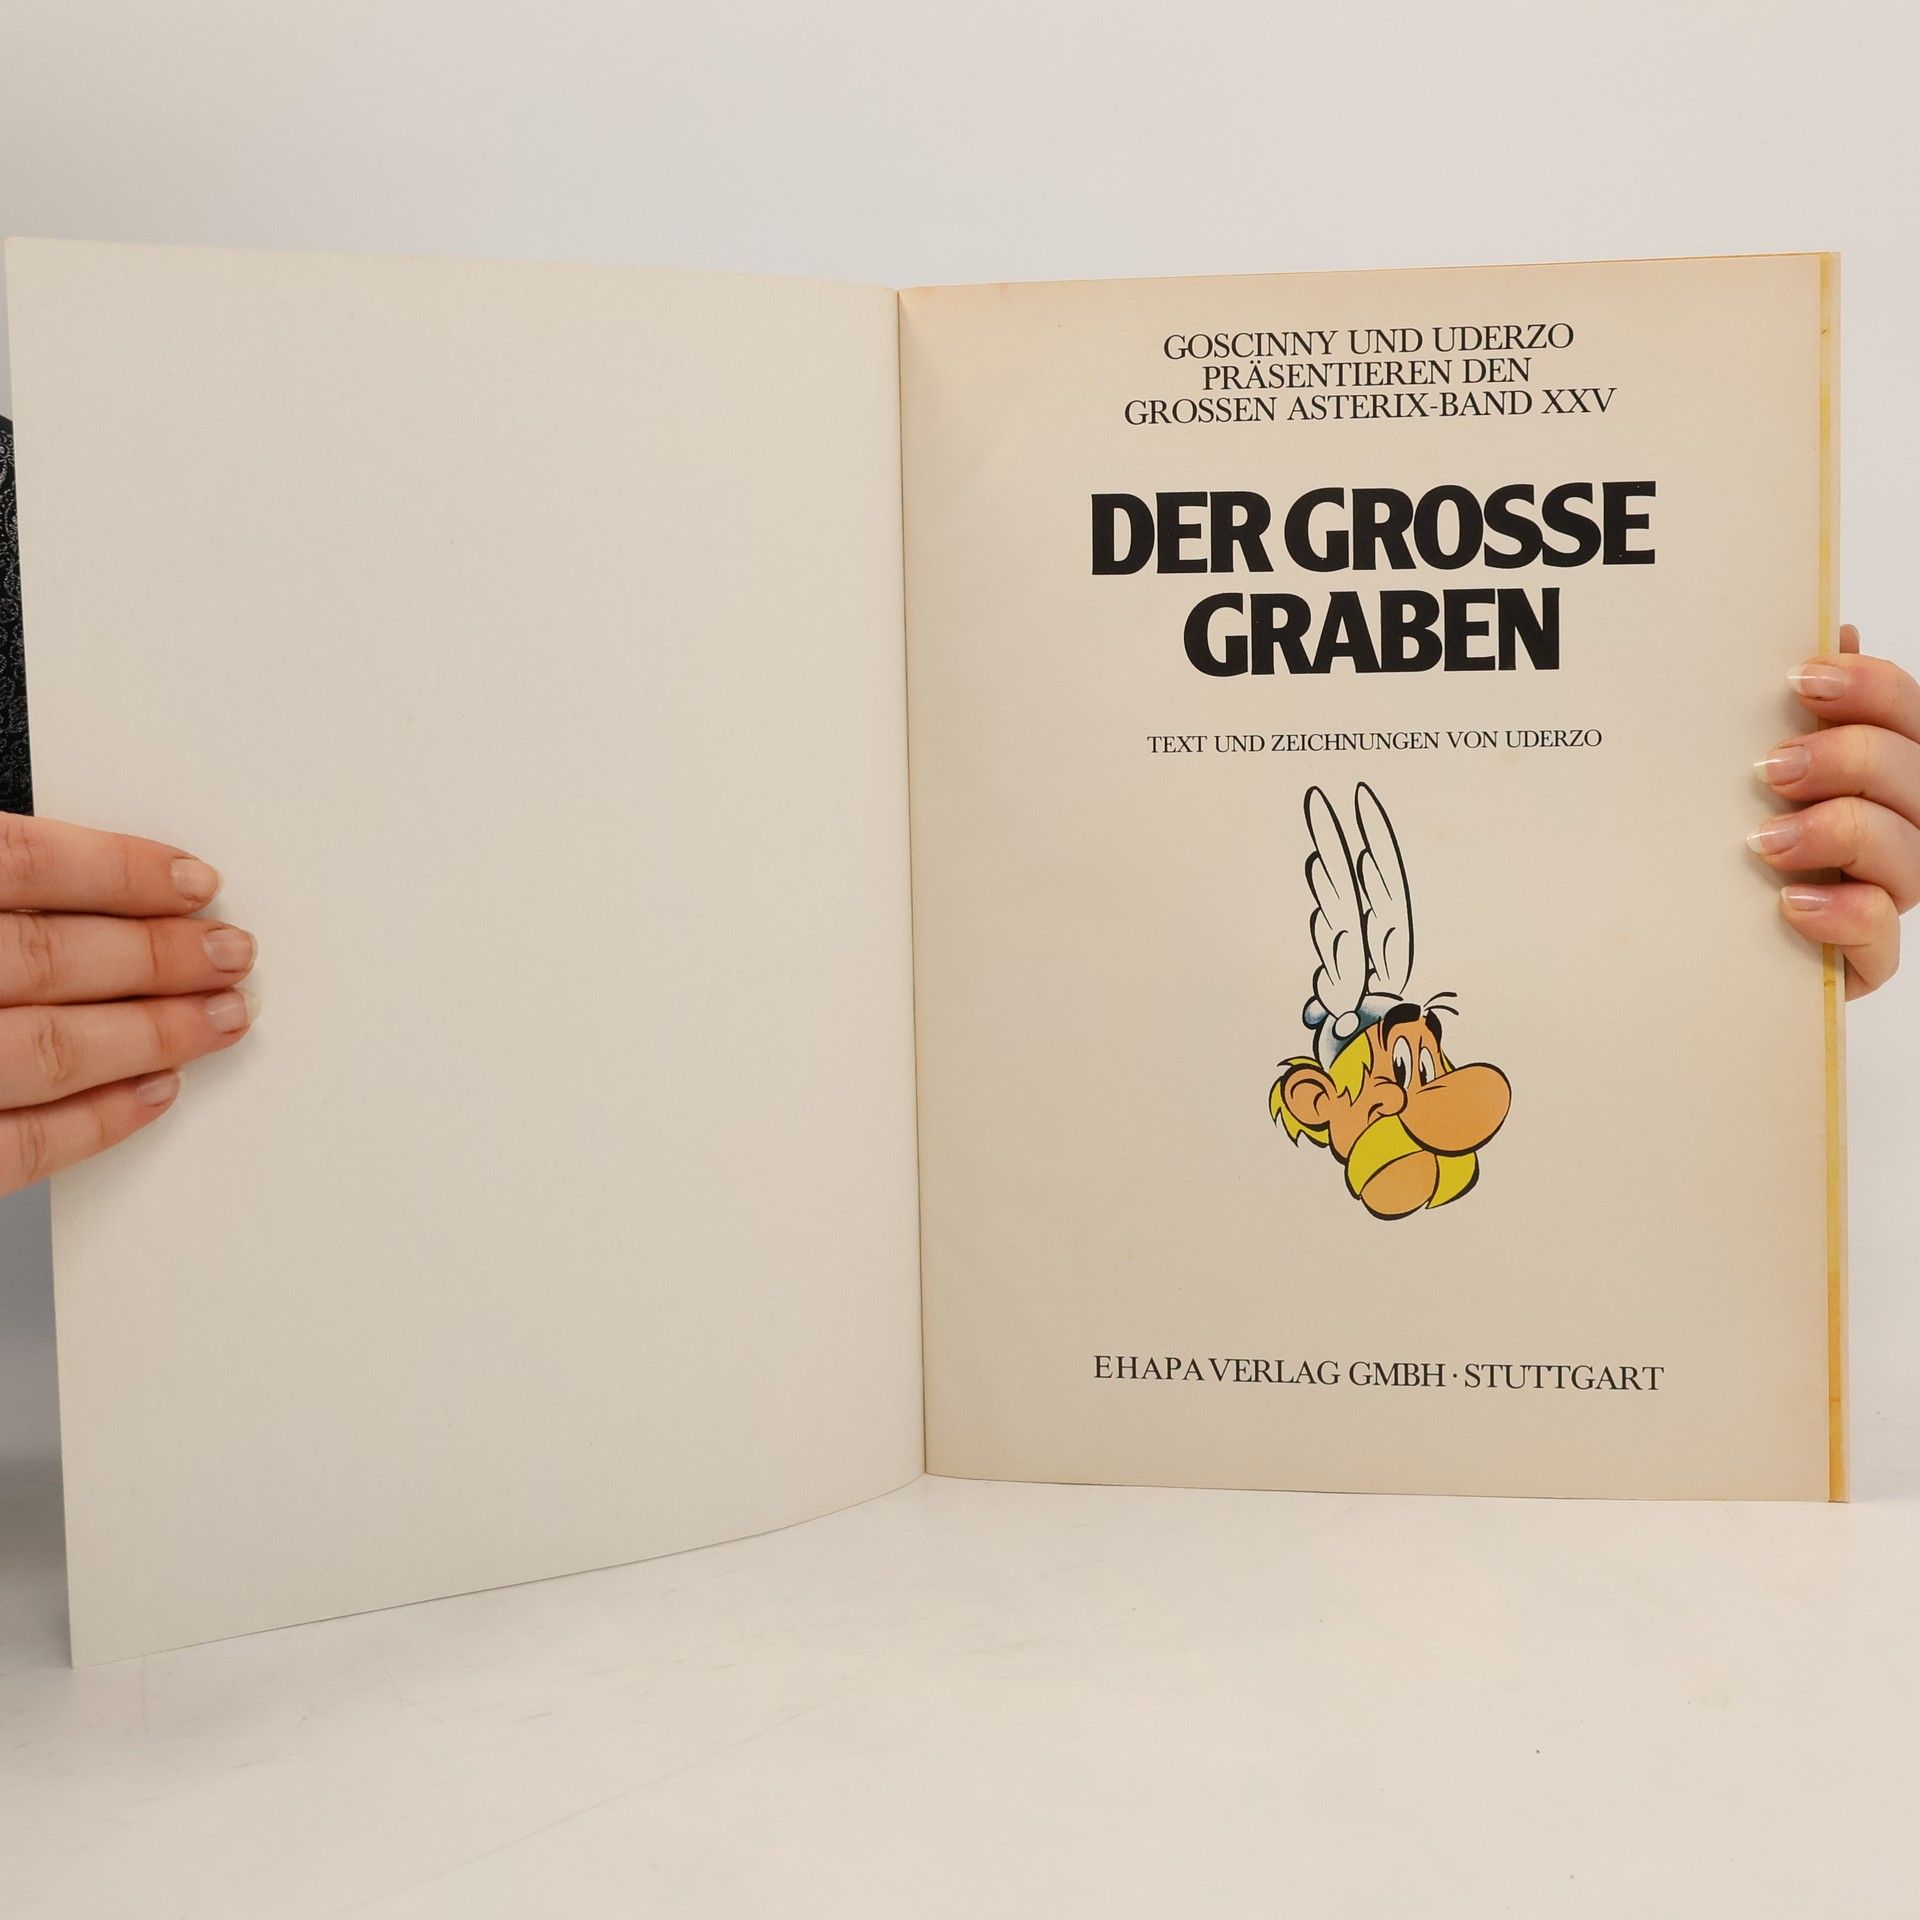 GOSCINNY UND UDERZO
PRÄSENTIEREN DEN
GROSSEN ASTERIX-BAND XXV
DER GROSSE
GRABEN
TEXT UND ZEICHNUNGEN VON UDERZO
EHAPA VERLAG GMBH · STUTTGART